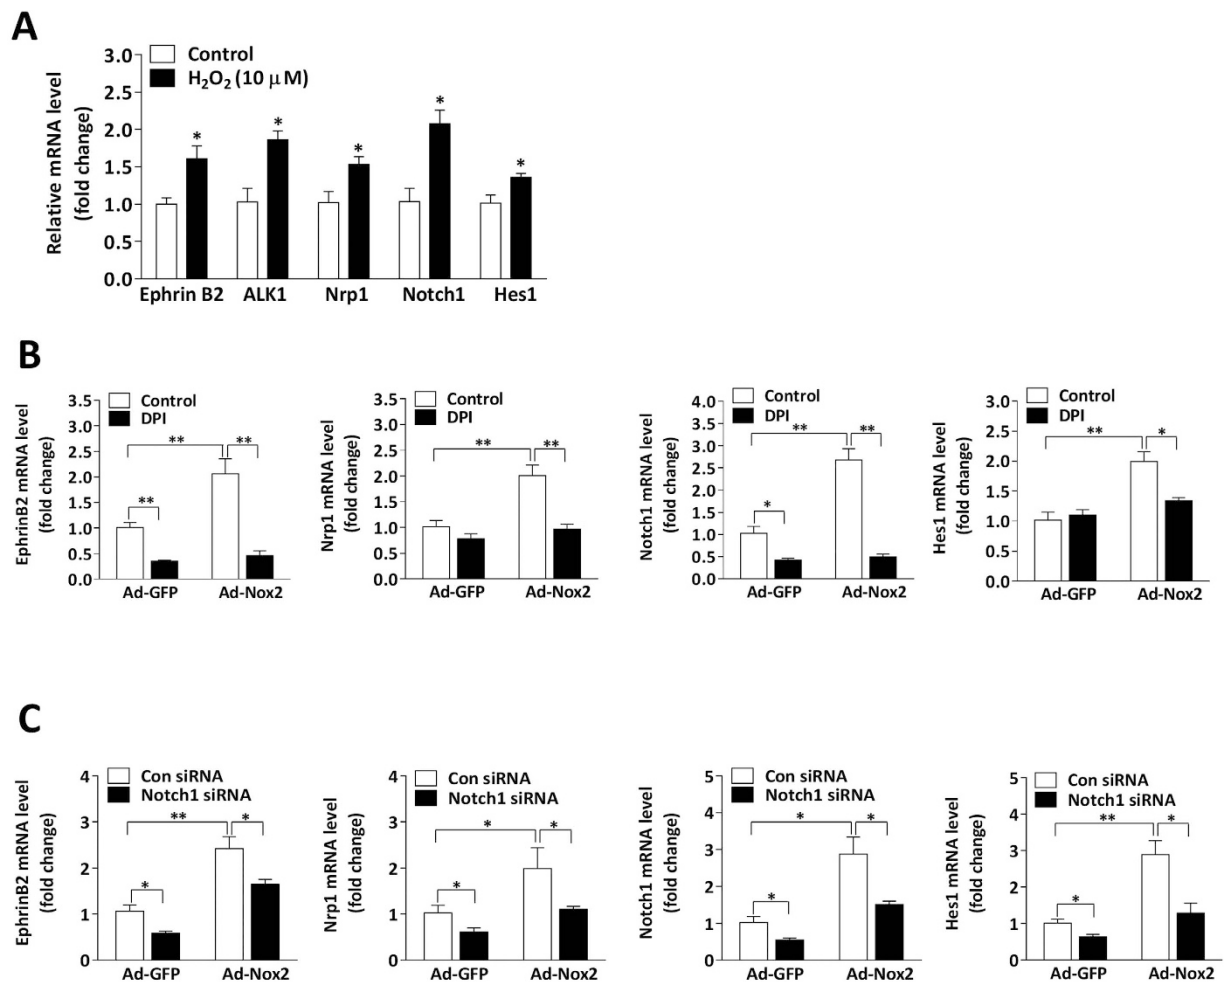 A
Control
H₂O₂ (10 μM)
Relative mRNA level
(fold change)
3.0
2.5
2.0
1.5
1.0
0.5
0.0
* * * * *
Ephrin B2 ALK1 Nrp1 Notch1 Hes1
B
Control
DPI
EphrinB2 mRNA level
(fold change)
3.5
3.0
2.5
2.0
1.5
1.0
0.5
0.0
** **
**
Ad-GFP Ad-Nox2
Control
DPI
Nrp1 mRNA level
(fold change)
3.5
3.0
2.5
2.0
1.5
1.0
0.5
0.0
** **
Ad-GFP Ad-Nox2
Control
DPI
Notch1 mRNA level
(fold change)
4.0
3.5
3.0
2.5
2.0
1.5
1.0
0.5
0.0
** **
*
Ad-GFP Ad-Nox2
Control
DPI
Hes1 mRNA level
(fold change)
3.0
2.5
2.0
1.5
1.0
0.5
0.0
** *
Ad-GFP Ad-Nox2
C
Con siRNA
Notch1 siRNA
EphrinB2 mRNA level
(fold change)
4
3
2
1
0
** *
*
Ad-GFP Ad-Nox2
Con siRNA
Notch1 siRNA
Nrp1 mRNA level
(fold change)
4
3
2
1
0
* *
*
Ad-GFP Ad-Nox2
Con siRNA
Notch1 siRNA
Notch1 mRNA level
(fold change)
5
4
3
2
1
0
* *
*
Ad-GFP Ad-Nox2
Con siRNA
Notch1 siRNA
Hes1 mRNA level
(fold change)
5
4
3
2
1
0
** *
*
Ad-GFP Ad-Nox2